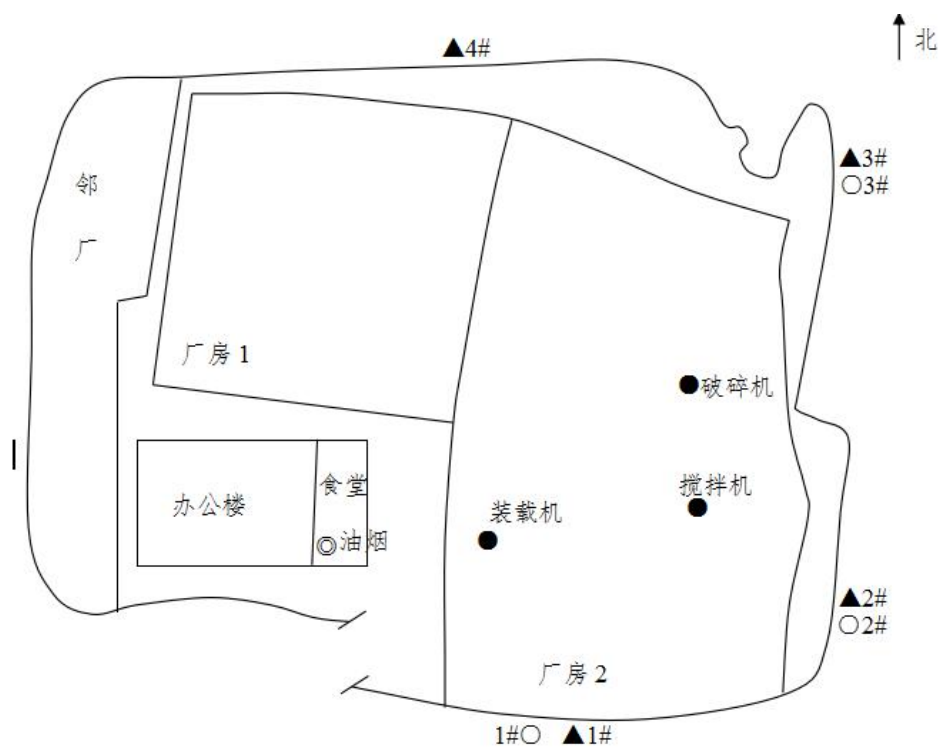 ▲4#
北
邻
厂
▲3#
○3#
厂房 1
●破碎机
食堂
搅拌机
办公楼
装载机
◎油烟
▲2#
○2#
厂房 2
1#○ ▲1#